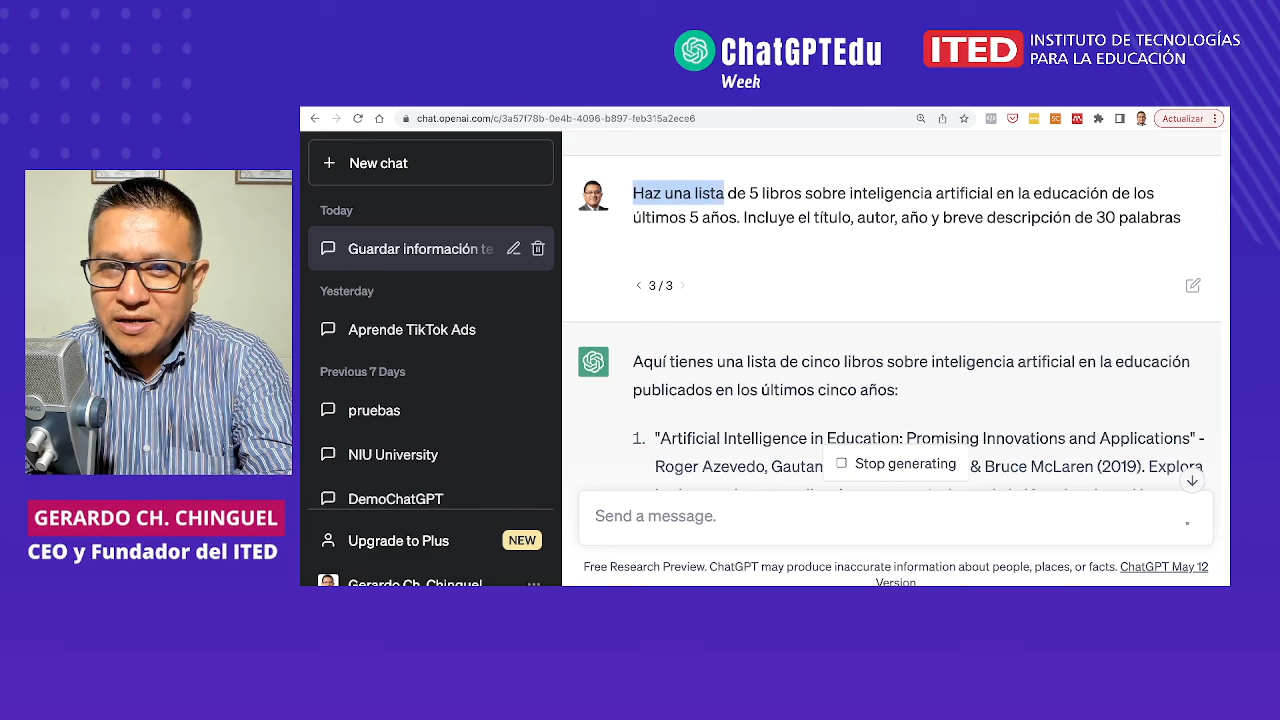 ChatGPTEdu
Week
ITED
INSTITUTO DE TECNOLOGÍAS
PARA LA EDUCACIÓN
chat.openai.com/c/3a57f78b-0e4b-4096-b897-feb315a2ece6
Actualizar
New chat
Today
Guardar información te
Yesterday
Aprende TikTok Ads
Previous 7 Days
pruebas
NIU University
DemoChatGPT
Upgrade to Plus
NEW
Gerardo Ch. Chinguel
Haz una lista de 5 libros sobre inteligencia artificial en la educación de los
últimos 5 años. Incluye el título, autor, año y breve descripción de 30 palabras
3 / 3
Aquí tienes una lista de cinco libros sobre inteligencia artificial en la educación
publicados en los últimos cinco años:
1. "Artificial Intelligence in Education: Promising Innovations and Applications" -
Roger Azevedo, Gautan & Bruce McLaren (2019). Explora
Stop generating
Send a message.
Free Research Preview. ChatGPT may produce inaccurate information about people, places, or facts. ChatGPT May 12
Version
AKG
GERARDO CH. CHINGUEL
CEO y Fundador del ITED